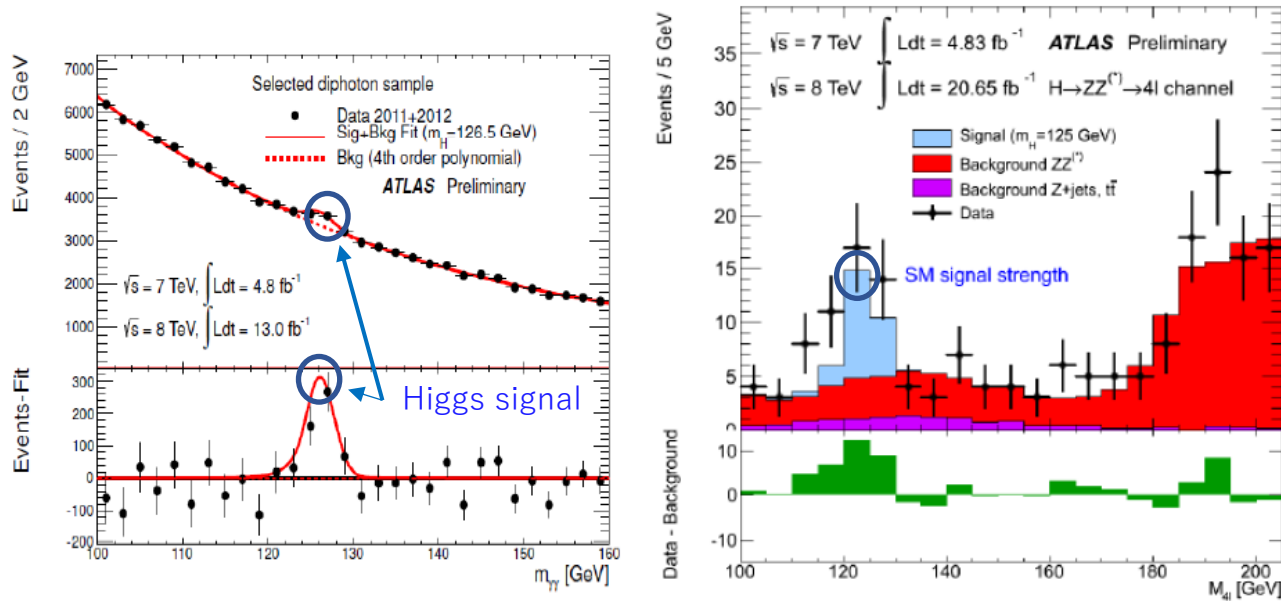 Events / 2 GeV
7000
6000
5000
4000
3000
2000
1000
Selected diphoton sample
Data 2011+2012
Sig+Bkg Fit (m_H=126.5 GeV)
Bkg (4th order polynomial)
ATLAS Preliminary
√s = 7 TeV, ∫Ldt = 4.8 fb⁻¹
√s = 8 TeV, ∫Ldt = 13.0 fb⁻¹
Events-Fit
300
200
100
0
-100
-200
Higgs signal
100 110 120 130 140 150 160
m_γγ [GeV]
Events / 5 GeV
35
30
25
20
15
10
5
0
√s = 7 TeV ∫Ldt = 4.83 fb⁻¹ ATLAS Preliminary
√s = 8 TeV ∫Ldt = 20.65 fb⁻¹ H→ZZ⁽*⁾→4l channel
Signal (m_H=125 GeV)
Background ZZ⁽*⁾
Background Z+jets, tt̄
Data
SM signal strength
Data - Background
10
0
-10
100 120 140 160 180 200
M_4l [GeV]